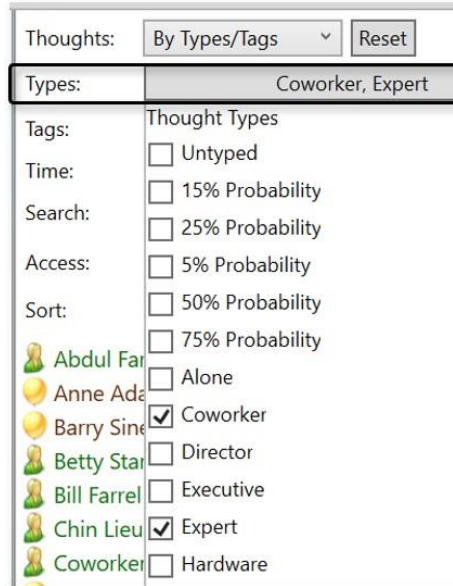 Thoughts: By Types/Tags Reset
Types: Coworker, Expert
Tags:
Time:
Search:
Access:
Sort:
Abdul Far
Anne Ada
Barry Sine
Betty Star
Bill Farrel
Chin Lieu
Coworker
Thought Types
Untyped
15% Probability
25% Probability
5% Probability
50% Probability
75% Probability
Alone
Coworker
Director
Executive
Expert
Hardware